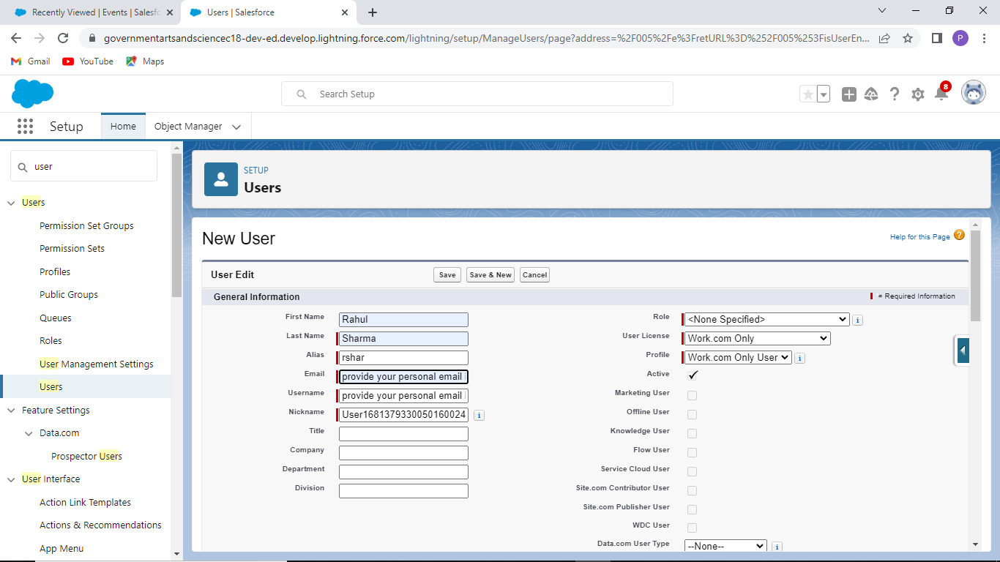 Recently Viewed | Events | Salesfc
Users | Salesforce
governmentartsandsciencec18-dev-ed.develop.lightning.force.com/lightning/setup/ManageUsers/page?address=%2F005%2Fe%3FretURL%3D%252F005%253FisUserEn...
P
Gmail YouTube Maps
Search Setup
8
Setup Home Object Manager
user
Users
Permission Set Groups
Permission Sets
Profiles
Public Groups
Queues
Roles
User Management Settings
Users
Feature Settings
Data.com
Prospector Users
User Interface
Action Link Templates
Actions & Recommendations
App Menu
SETUP
Users
New User
Help for this Page ?
User Edit Save Save & New Cancel
General Information = Required Information
First Name Rahul
Last Name Sharma
Alias rshar
Email provide your personal email
Username provide your personal email
Nickname User1681379330050160024 i
Title
Company
Department
Division
Role <None Specified> i
User License Work.com Only
Profile Work.com Only User i
Active
Marketing User
Offline User
Knowledge User
Flow User
Service Cloud User
Site.com Contributor User
Site.com Publisher User
WDC User
Data.com User Type --None-- i